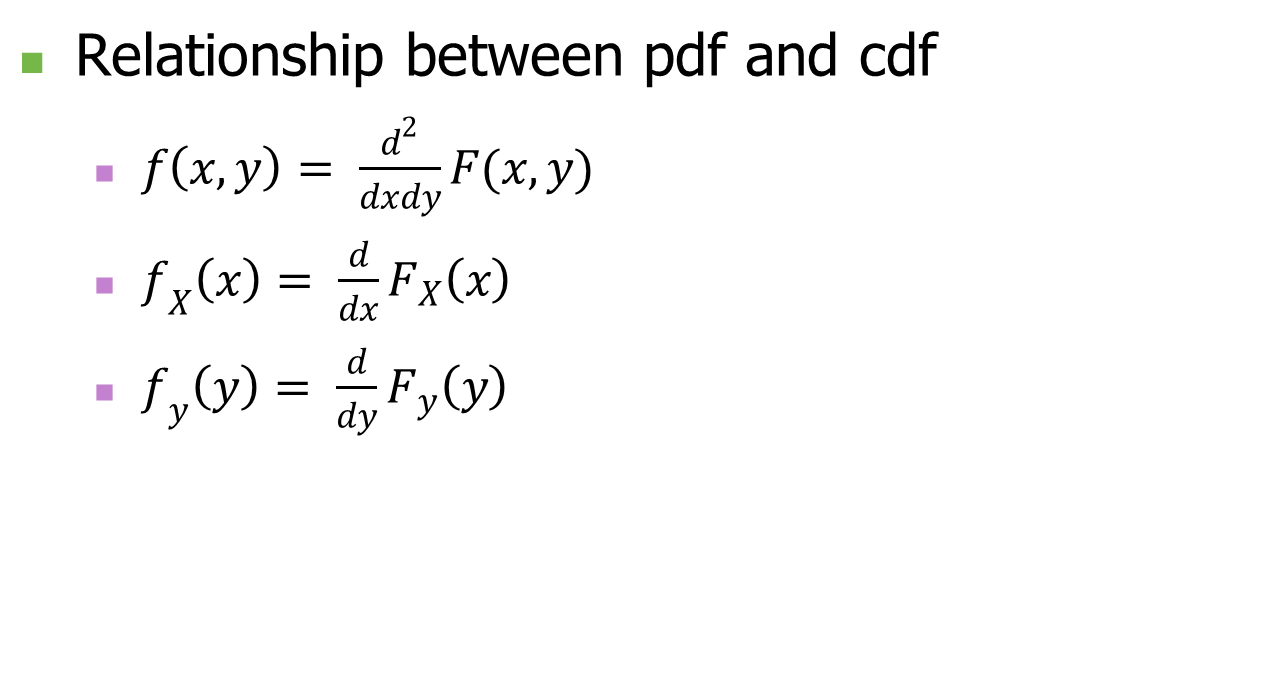 Relationship between pdf and cdf
f(x, y) = d²/dxdy F(x, y)
f_X(x) = d/dx F_X(x)
f_y(y) = d/dy F_y(y)